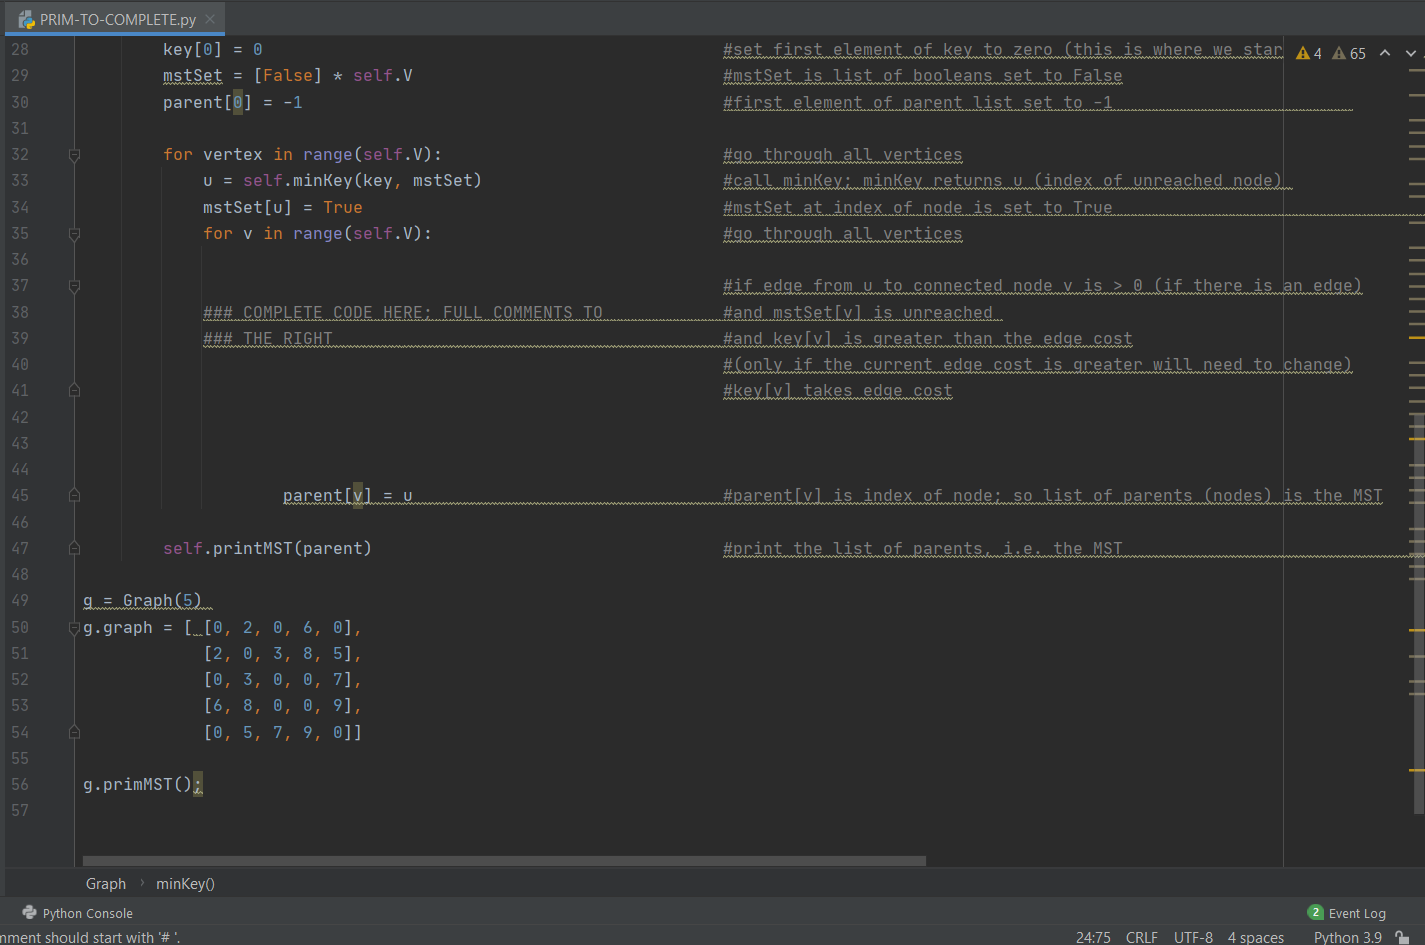 PRIM-TO-COMPLETE.py
28 key[0] = 0 #set first element of key to zero (this is where we star 4 65
29 mstSet = [False] * self.V #mstSet is list of booleans set to False
30 parent[0] = -1 #first element of parent list set to -1
31
32 for vertex in range(self.V): #go through all vertices
33 u = self.minKey(key, mstSet) #call minKey; minKey returns u (index of unreached node)
34 mstSet[u] = True #mstSet at index of node is set to True
35 for v in range(self.V): #go through all vertices
36
37 #if edge from u to connected node v is > 0 (if there is an edge)
38 ### COMPLETE CODE HERE; FULL COMMENTS TO #and mstSet[v] is unreached
39 ### THE RIGHT #and key[v] is greater than the edge cost
40 #(only if the current edge cost is greater will need to change)
41 #key[v] takes edge cost
42
43
44
45 parent[v] = u #parent[v] is index of node; so list of parents (nodes) is the MST
46
47 self.printMST(parent) #print the list of parents, i.e. the MST
48
49 g = Graph(5)
50 g.graph = [ [0, 2, 0, 6, 0],
51 [2, 0, 3, 8, 5],
52 [0, 3, 0, 0, 7],
53 [6, 8, 0, 0, 9],
54 [0, 5, 7, 9, 0]]
55
56 g.primMST();
57
Graph › minKey()
Python Console 2 Event Log
mment should start with '# '. 24:75 CRLF UTF-8 4 spaces Python 3.9